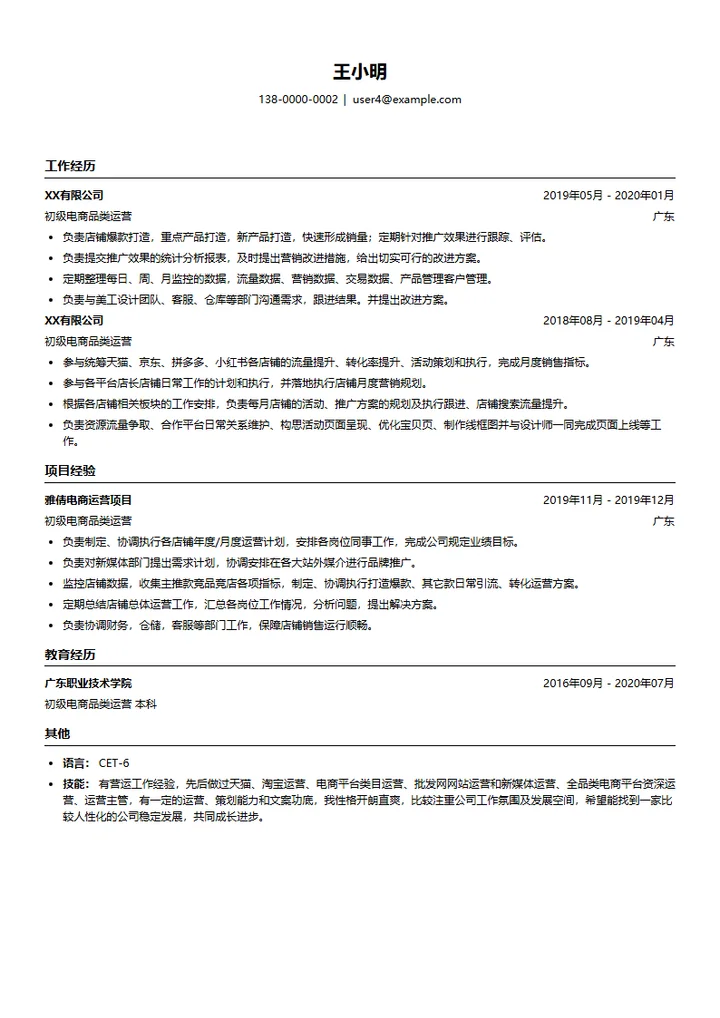 王小明
138-0000-0002 | user4@example.com
工作经历
XX有限公司 2019年05月 - 2020年01月
初级电商品类运营 广东
• 负责店铺爆款打造，重点产品打造，新产品打造，快速形成销量；定期针对推广效果进行跟踪、评估。
• 负责提交推广效果的统计分析报表，及时提出营销改进措施，给出切实可行的改进方案。
• 定期整理每日、周、月监控的数据，流量数据、营销数据、交易数据、产品管理客户管理。
• 负责与美工设计团队、客服、仓库等部门沟通需求，跟进结果。并提出改进方案。
XX有限公司 2018年08月 - 2019年04月
初级电商品类运营 广东
• 参与统筹天猫、京东、拼多多、小红书各店铺的流量提升、转化率提升、活动策划和执行，完成月度销售指标。
• 参与各平台店长店铺日常工作的计划和执行，并落地执行店铺月度营销规划。
• 根据各店铺相关板块的工作安排，负责每月店铺的活动、推广方案的规划及执行跟进、店铺搜索流量提升。
• 负责资源流量争取、合作平台日常关系维护、构思活动页面呈现、优化宝贝页、制作线框图并与设计师一同完成页面上线等工
作。
项目经验
雅倩电商运营项目 2019年11月 - 2019年12月
初级电商品类运营 广东
• 负责制定、协调执行各店铺年度/月度运营计划，安排各岗位同事工作，完成公司规定业绩目标。
• 负责对新媒体部门提出需求计划，协调安排在各大站外媒介进行品牌推广。
• 监控店铺数据，收集主推款竞品竞店各项指标，制定、协调执行打造爆款、其它款日常引流、转化运营方案。
• 定期总结店铺总体运营工作，汇总各岗位工作情况，分析问题，提出解决方案。
• 负责协调财务，仓储，客服等部门工作，保障店铺销售运行顺畅。
教育经历
广东职业技术学院 2016年09月 - 2020年07月
初级电商品类运营 本科
其他
• 语言： CET-6
• 技能： 有营运工作经验，先后做过天猫、淘宝运营、电商平台类目运营、批发网网站运营和新媒体运营、全品类电商平台资深运
营、运营主管，有一定的运营、策划能力和文案功底，我性格开朗直爽，比较注重公司工作氛围及发展空间，希望能找到一家比
较人性化的公司稳定发展，共同成长进步。